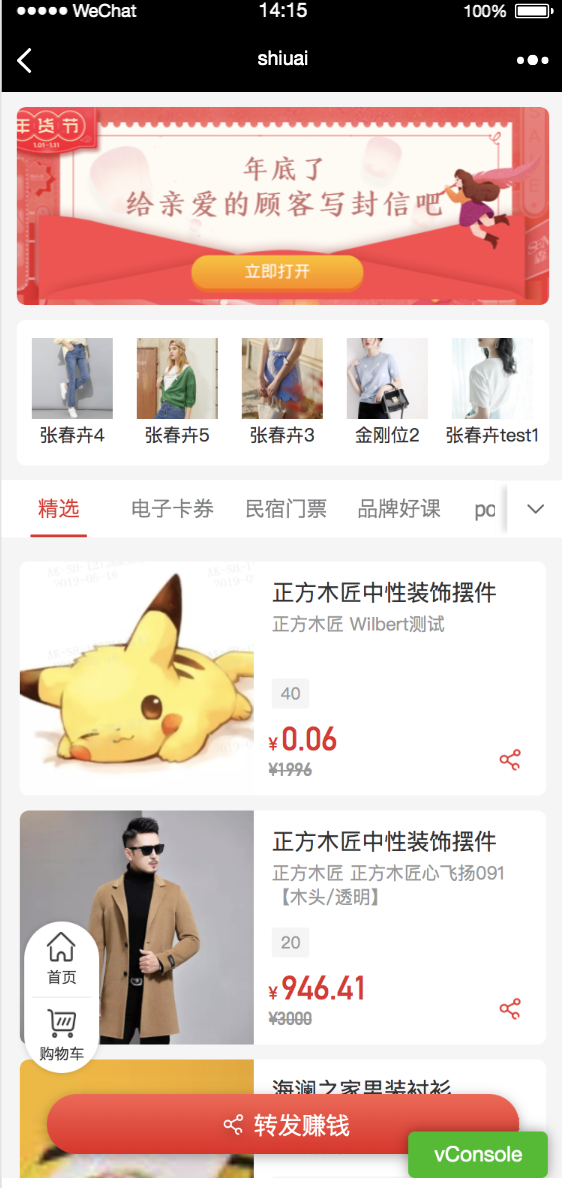 WeChat
14:15
100%
shiuai
年货节
1.01-1.11
年底了
给亲爱的顾客写封信吧
立即打开
张春卉4
张春卉5
张春卉3
金刚位2
张春卉test1
精选
电子卡券
民宿门票
品牌好课
po
正方木匠中性装饰摆件
正方木匠 Wilbert测试
40
¥0.06
¥1996
正方木匠中性装饰摆件
正方木匠 正方木匠心飞扬091
【木头/透明】
20
¥946.41
¥3000
首页
购物车
海澜之家男装衬衫
转发赚钱
vConsole